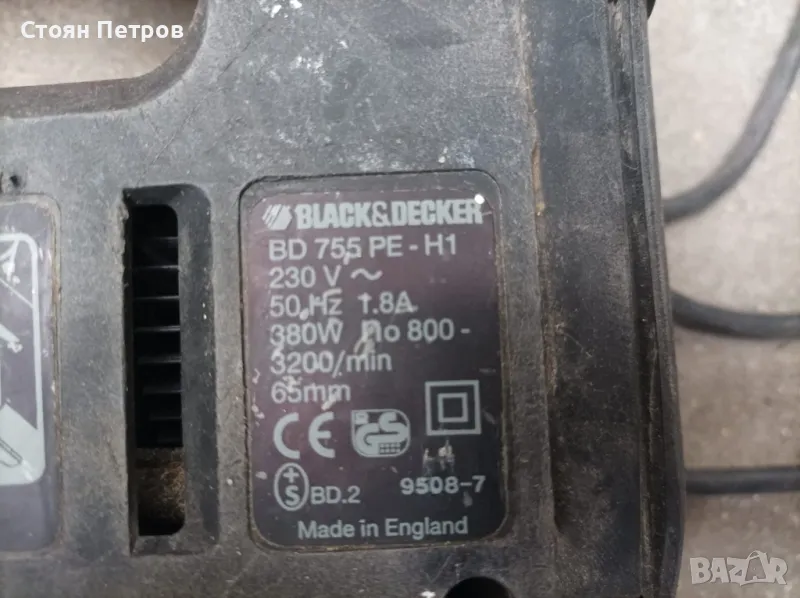 Стоян Петров
BLACK&DECKER
BD 755 PE - H1
230 V ~
50 Hz 1.8A
380W no 800 -
3200/min
65mm
CE GS
+S BD.2 9508-7
Made in England
BAZAR